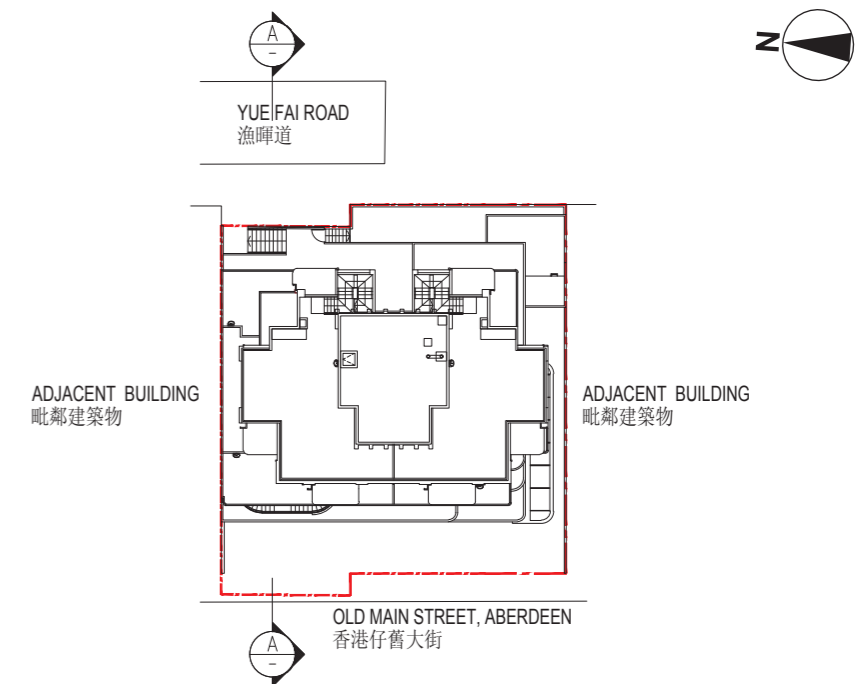 A
–
N
YUE FAI ROAD
漁暉道
ADJACENT BUILDING
毗鄰建築物
ADJACENT BUILDING
毗鄰建築物
OLD MAIN STREET, ABERDEEN
香港仔舊大街
A
–